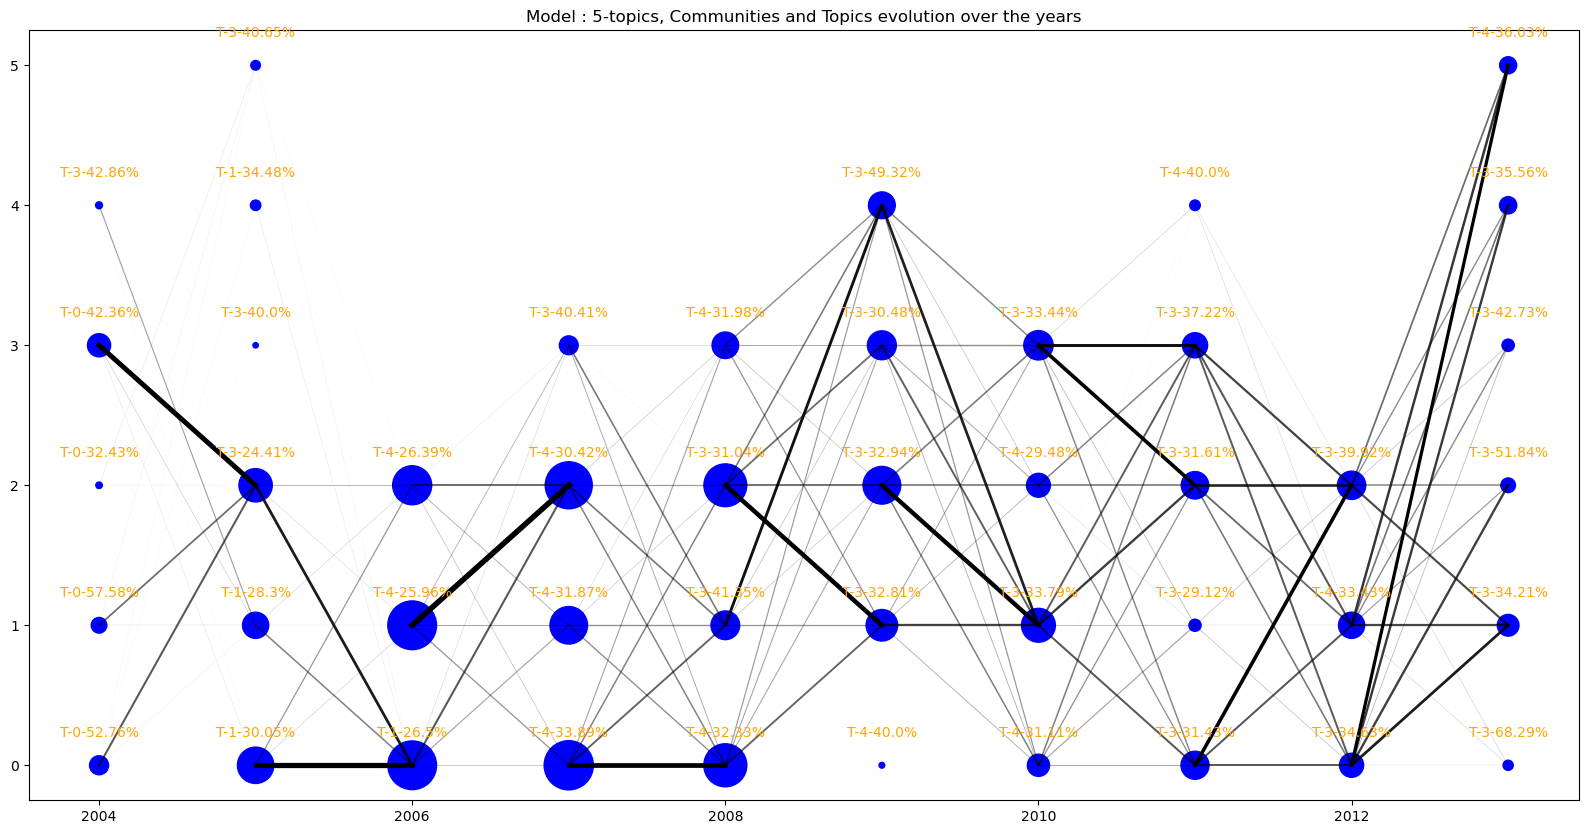 Model : 5-topics, Communities and Topics evolution over the years
T-3-40.65% T-4-36.03%
5
T-3-42.86% T-1-34.48% T-3-49.32% T-4-40.0% T-3-35.56%
4
T-0-42.36% T-3-40.0% T-3-40.41% T-4-31.98% T-3-30.48% T-3-33.44% T-3-37.22% T-3-42.73%
3
T-0-32.43% T-3-24.41% T-4-26.39% T-4-30.42% T-3-31.04% T-3-32.94% T-4-29.48% T-3-31.61% T-3-39.92% T-3-51.84%
2
T-0-57.58% T-1-28.3% T-4-25.96% T-4-31.87% T-3-41.55% T-3-32.81% T-3-33.79% T-3-29.12% T-4-33.48% T-3-34.21%
1
T-0-52.76% T-1-30.05% T-1-26.5% T-4-33.89% T-4-32.33% T-4-40.0% T-4-31.11% T-3-31.43% T-3-34.63% T-3-68.29%
0
2004 2006 2008 2010 2012